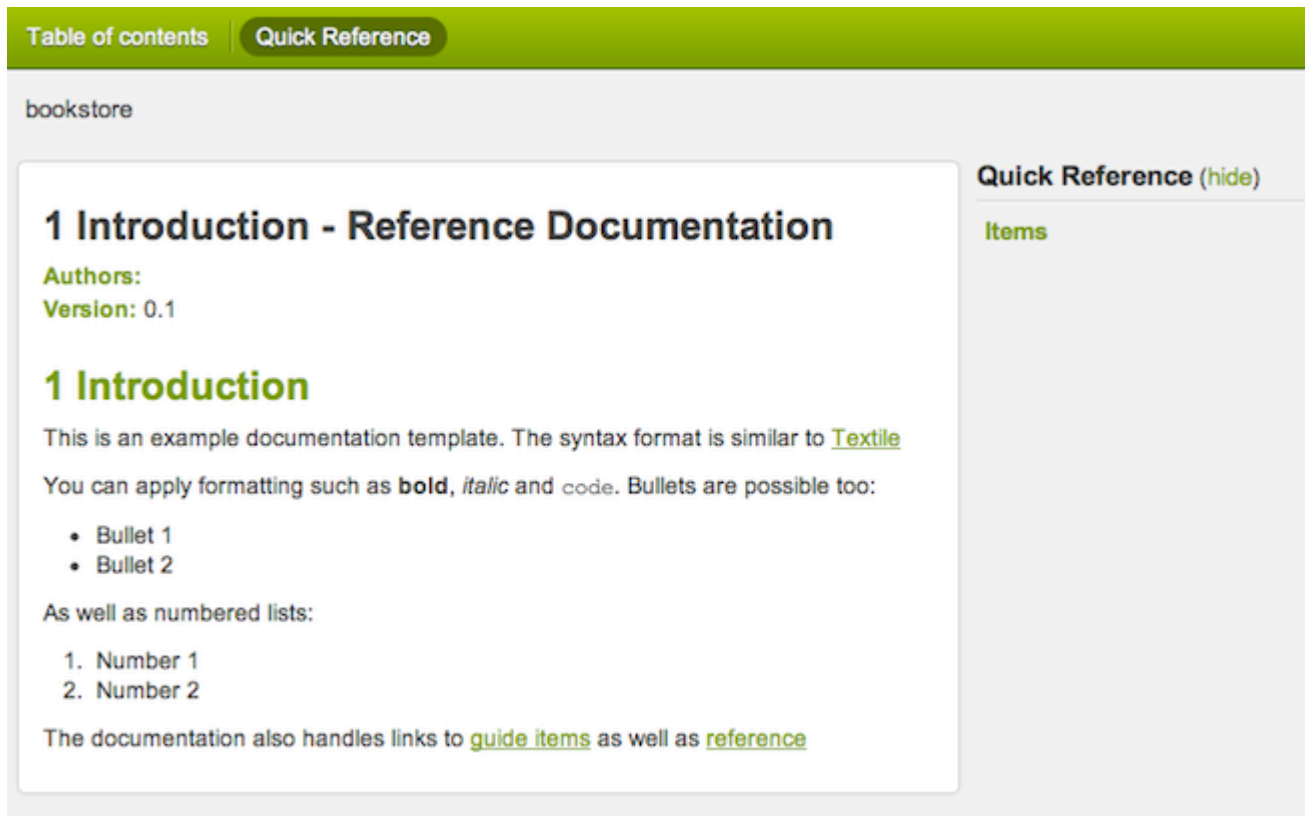 Table of contents Quick Reference
bookstore
1 Introduction - Reference Documentation
Authors:
Version: 0.1
1 Introduction
This is an example documentation template. The syntax format is similar to Textile
You can apply formatting such as bold, italic and code. Bullets are possible too:
• Bullet 1
• Bullet 2
As well as numbered lists:
1. Number 1
2. Number 2
The documentation also handles links to guide items as well as reference
Quick Reference (hide)
Items